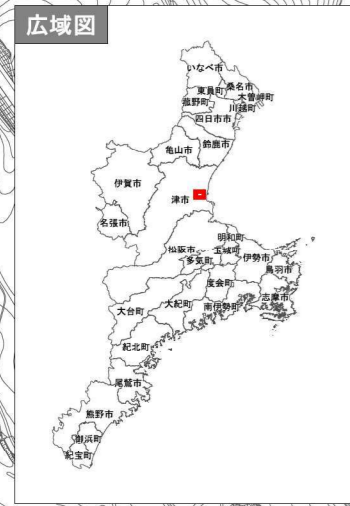 広域図
いなべ市
東員町
桑名市
木曽岬町
菰野町
川越町
四日市市
亀山市
鈴鹿市
伊賀市
津市
名張市
明和町
松阪市
玉城町
多気町
伊勢市
鳥羽市
度会町
志摩市
大紀町
大台町
南伊勢町
紀北町
尾鷲市
熊野市
御浜町
紀宝町